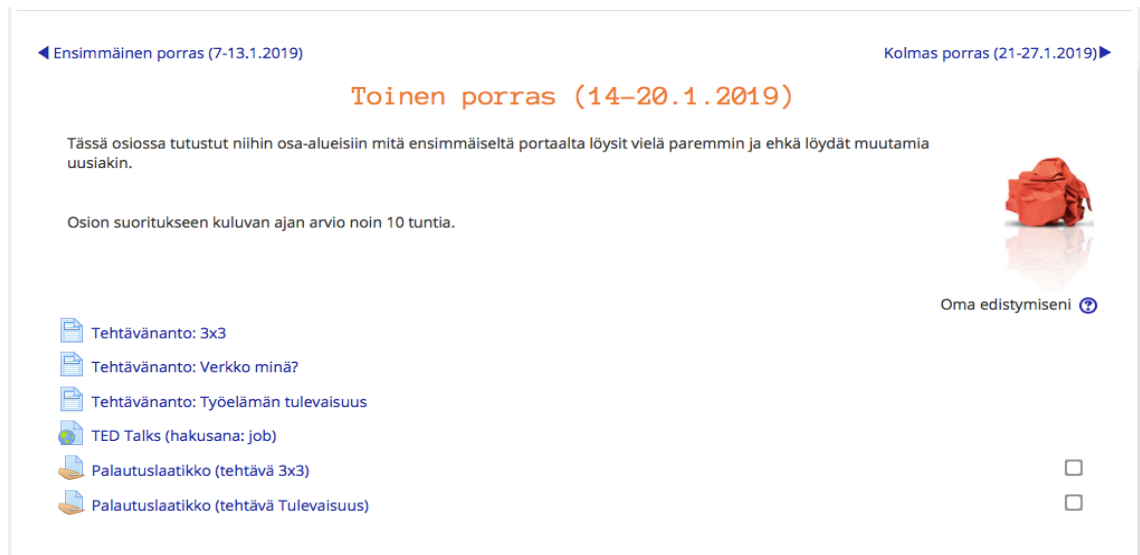 Ensimmäinen porras (7-13.1.2019)
Kolmas porras (21-27.1.2019)
Toinen porras (14-20.1.2019)
Tässä osiossa tutustut niihin osa-alueisiin mitä ensimmäiseltä portaalta löysit vielä paremmin ja ehkä löydät muutamia
uusiakin.
Osion suoritukseen kuluvan ajan arvio noin 10 tuntia.
Oma edistymiseni ?
Tehtävänanto: 3x3
Tehtävänanto: Verkko minä?
Tehtävänanto: Työelämän tulevaisuus
TED Talks (hakusana: job)
Palautuslaatikko (tehtävä 3x3)
Palautuslaatikko (tehtävä Tulevaisuus)